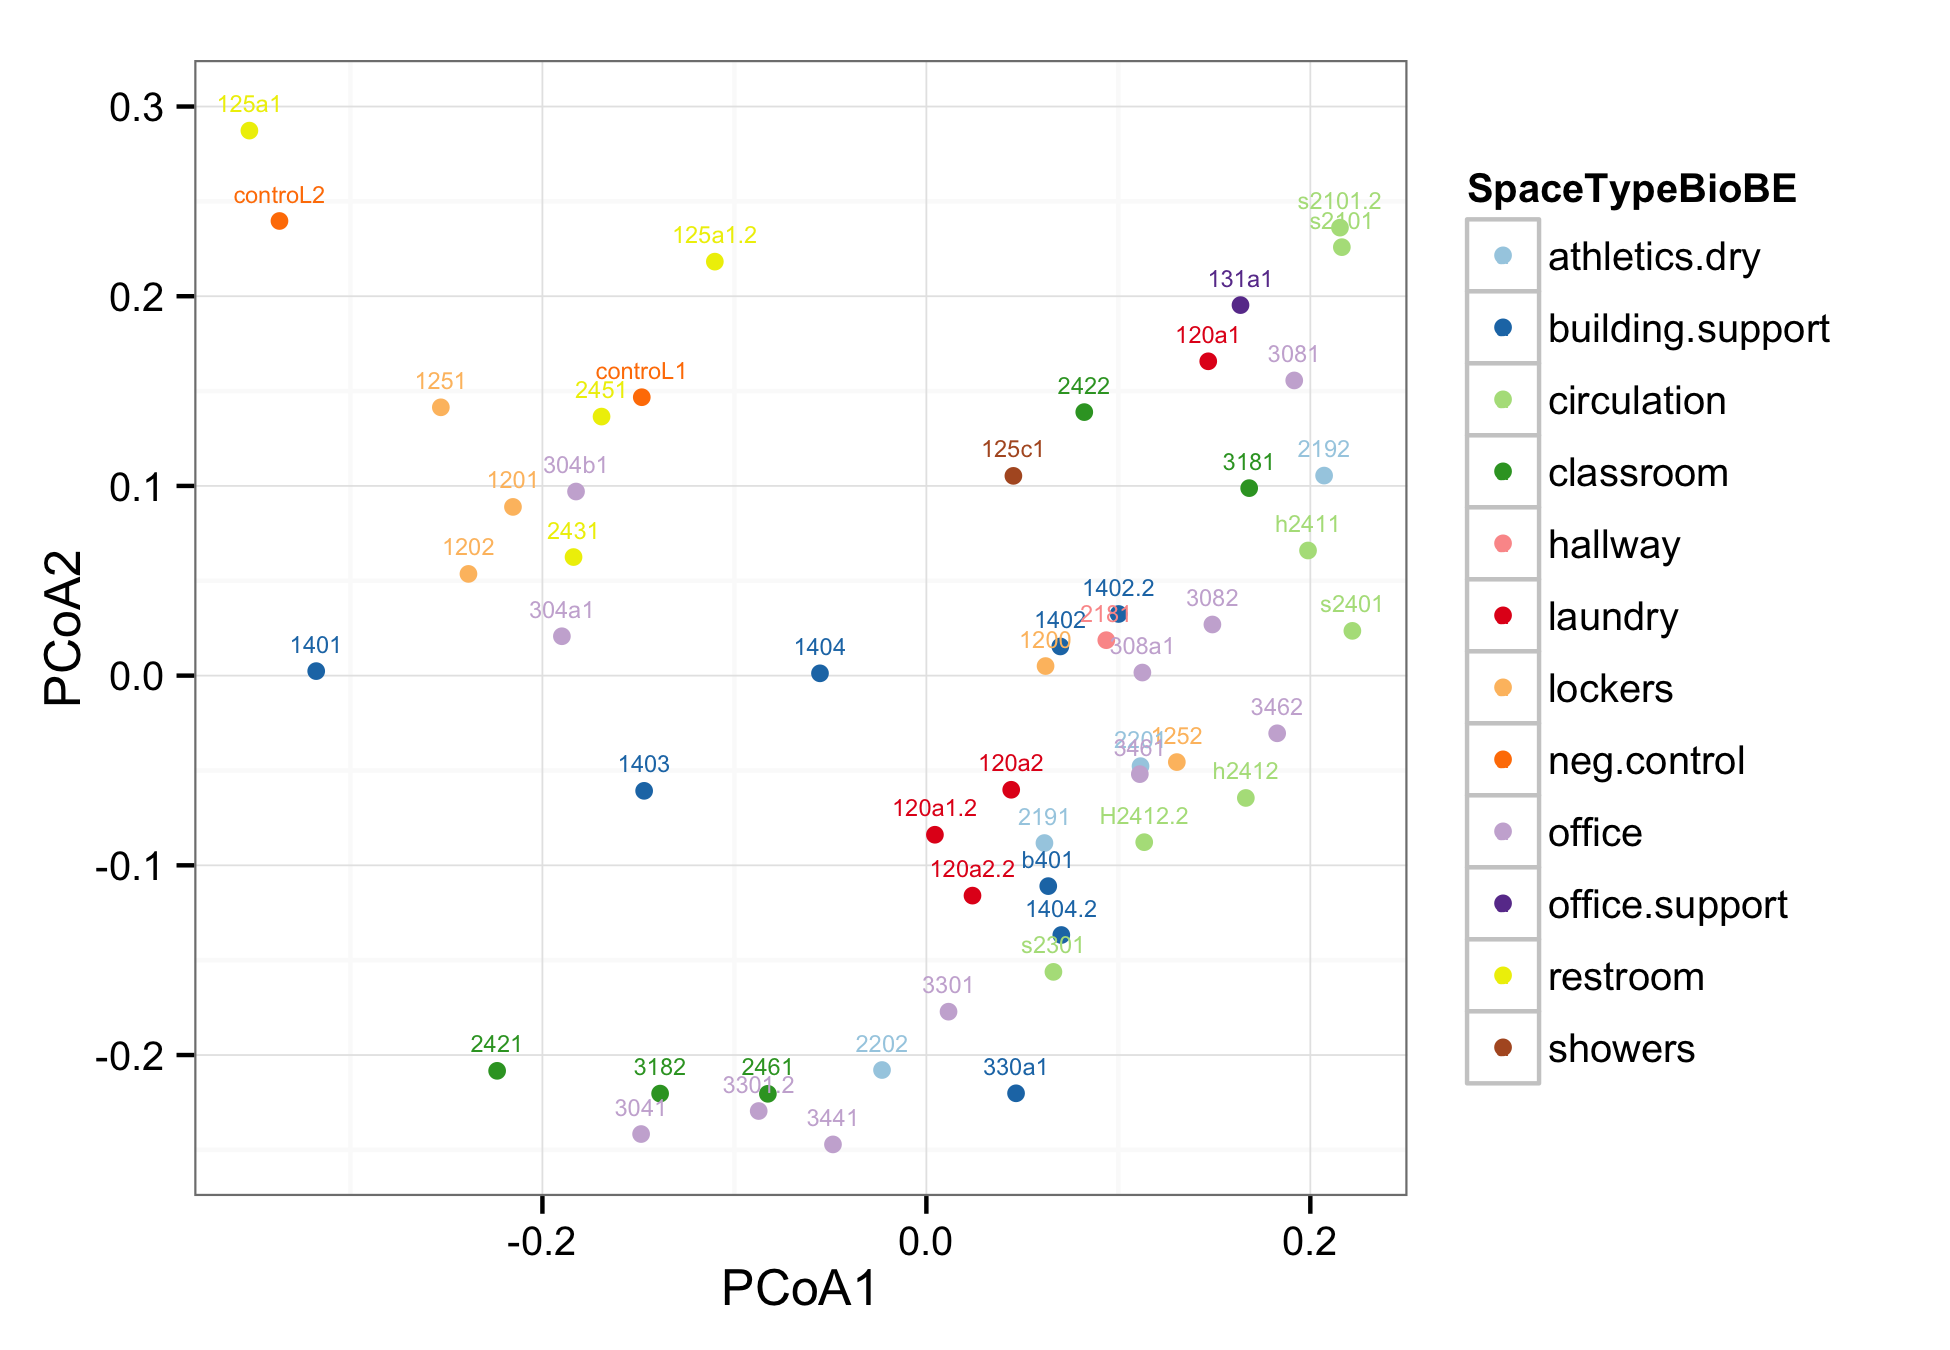 0.3
0.2
0.1
0.0
-0.1
-0.2
PCoA2
125a1
controL2
s2101.2
s2101
125a1.2
131a1
120a1
3081
controL1
1251
2451
2422
125c1
2192
3181
304b1
1201
h2411
2431
1202
1402.2
3082
s2401
304a1
2181
1402
1200
308a1
1401
1404
3462
1252
2201
3461
1403
120a2
h2412
120a1.2
2191
H2412.2
b401
120a2.2
1404.2
s2301
3301
2421
2202
3182
2461
330a1
3301.2
3041
3441
-0.2
0.0
0.2
PCoA1
SpaceTypeBioBE
athletics.dry
building.support
circulation
classroom
hallway
laundry
lockers
neg.control
office
office.support
restroom
showers